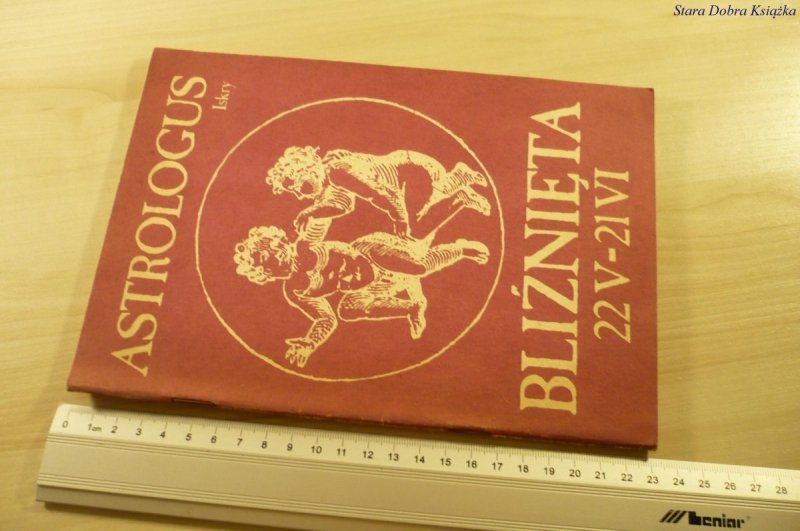 Stara Dobra Książka
ASTROLOGUS
Iskry
BLIŹNIĘTA
22 V-21 VI
0 1cm 2 3 4 5 6 7 8 9 10 11 12 13 14 15 16 17 18 19 20 21 22 23 24 25 26 27 28
leniar